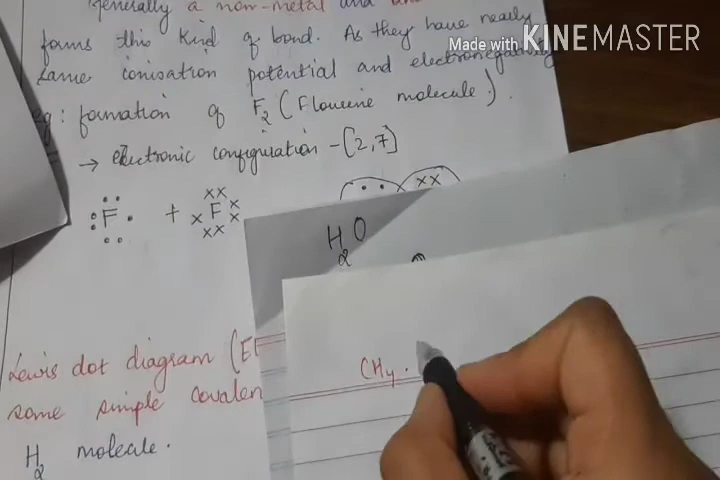 generally a non-metal and
Made with KINEMASTER
forms this kind of bond. As they have nearly
same ionisation potential and electronegativity
eg: formation of F2 (Flourine molecule).
→ electronic configuration - [2,7]
F + F
H2O
Lewis dot diagram (E
CH4.
some simple covalen
H2 molecule.